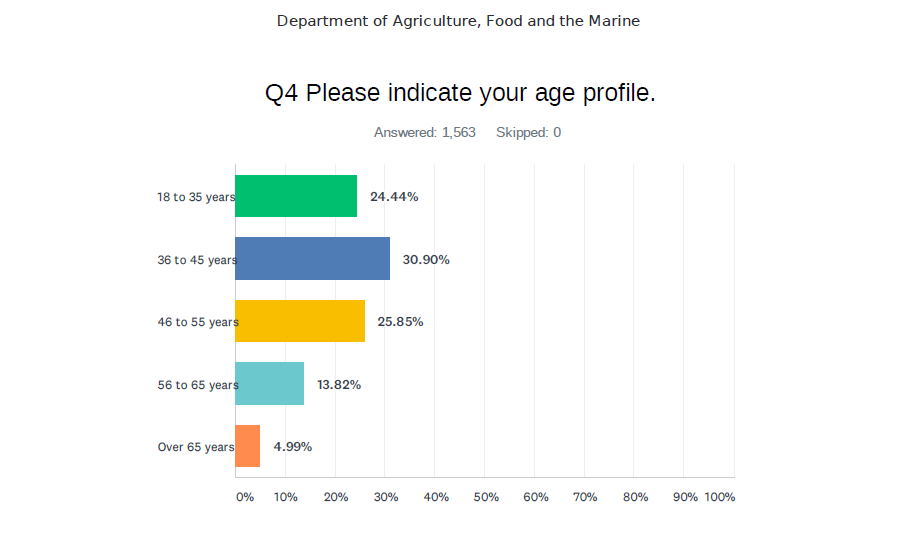 Department of Agriculture, Food and the Marine
Q4 Please indicate your age profile.
Answered: 1,563 Skipped: 0
18 to 35 years 24.44%
36 to 45 years 30.90%
46 to 55 years 25.85%
56 to 65 years 13.82%
Over 65 years 4.99%
0% 10% 20% 30% 40% 50% 60% 70% 80% 90% 100%